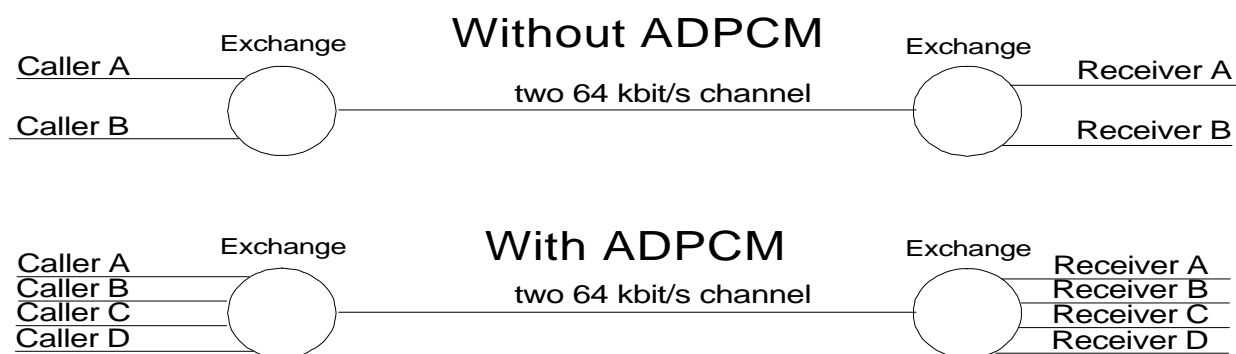 Without ADPCM
Exchange
Exchange
Caller A
Receiver A
two 64 kbit/s channel
Caller B
Receiver B
With ADPCM
Exchange
Exchange
Caller A
Receiver A
Caller B
two 64 kbit/s channel
Receiver B
Caller C
Receiver C
Caller D
Receiver D